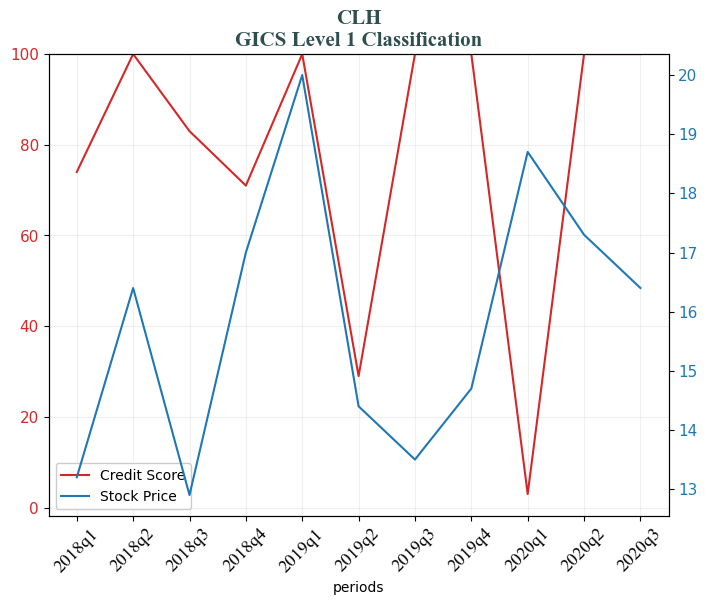 CLH
GICS Level 1 Classification
100
80
60
40
20
0
20
19
18
17
16
15
14
13
Credit Score
Stock Price
2018q1
2018q2
2018q3
2018q4
2019q1
2019q2
2019q3
2019q4
2020q1
2020q2
2020q3
periods